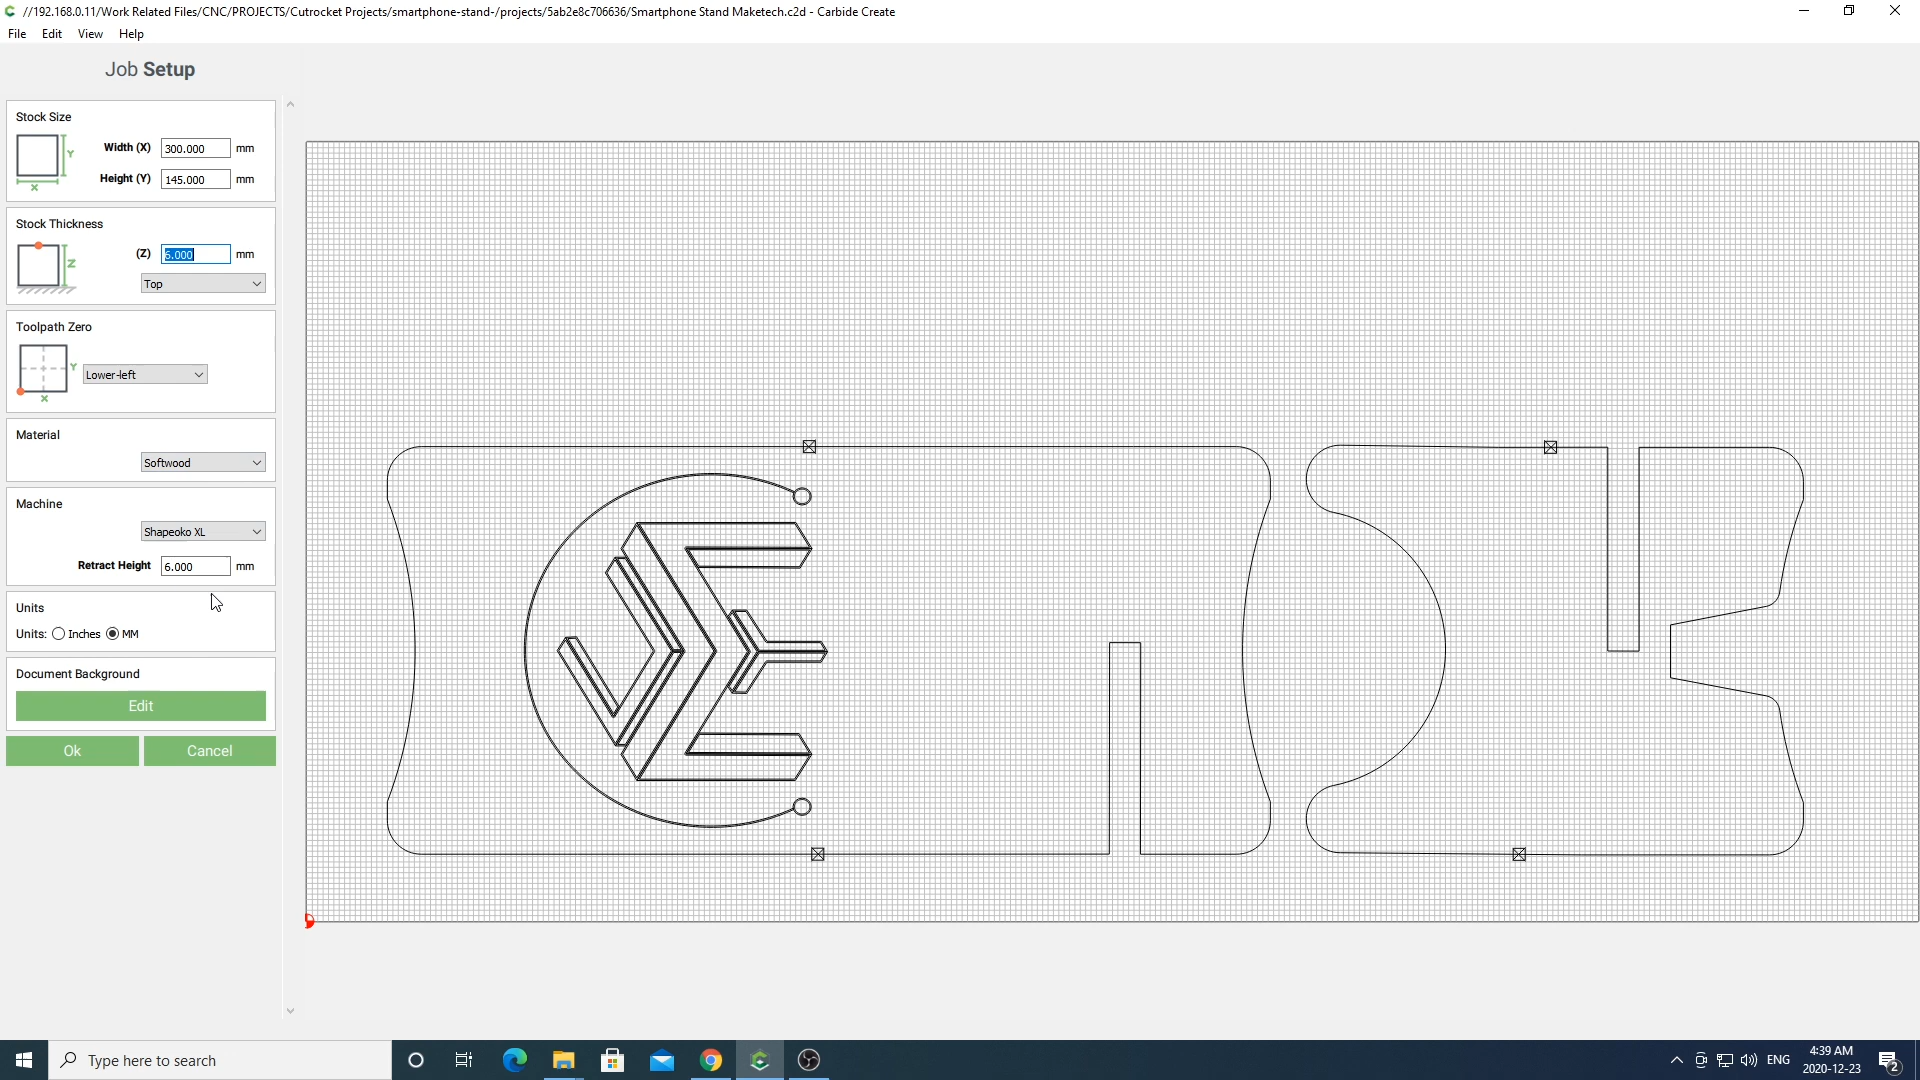 //192.168.0.11/Work Related Files/CNC/PROJECTS/Cutrocket Projects/smartphone-stand-/projects/5ab2e8c706636/Smartphone Stand Maketech.c2d - Carbide Create
File Edit View Help
Job Setup
Stock Size
Y
X
Width (X) 300.000 mm
Height (Y) 145.000 mm
Stock Thickness
Z
(Z) 6.000 mm
Top
Toolpath Zero
Y
X
Lower-left
Material
Softwood
Machine
Shapeoko XL
Retract Height 6.000 mm
Units
Units: Inches MM
Document Background
Edit
Ok Cancel
Type here to search
ENG
4:39 AM
2020-12-23
2